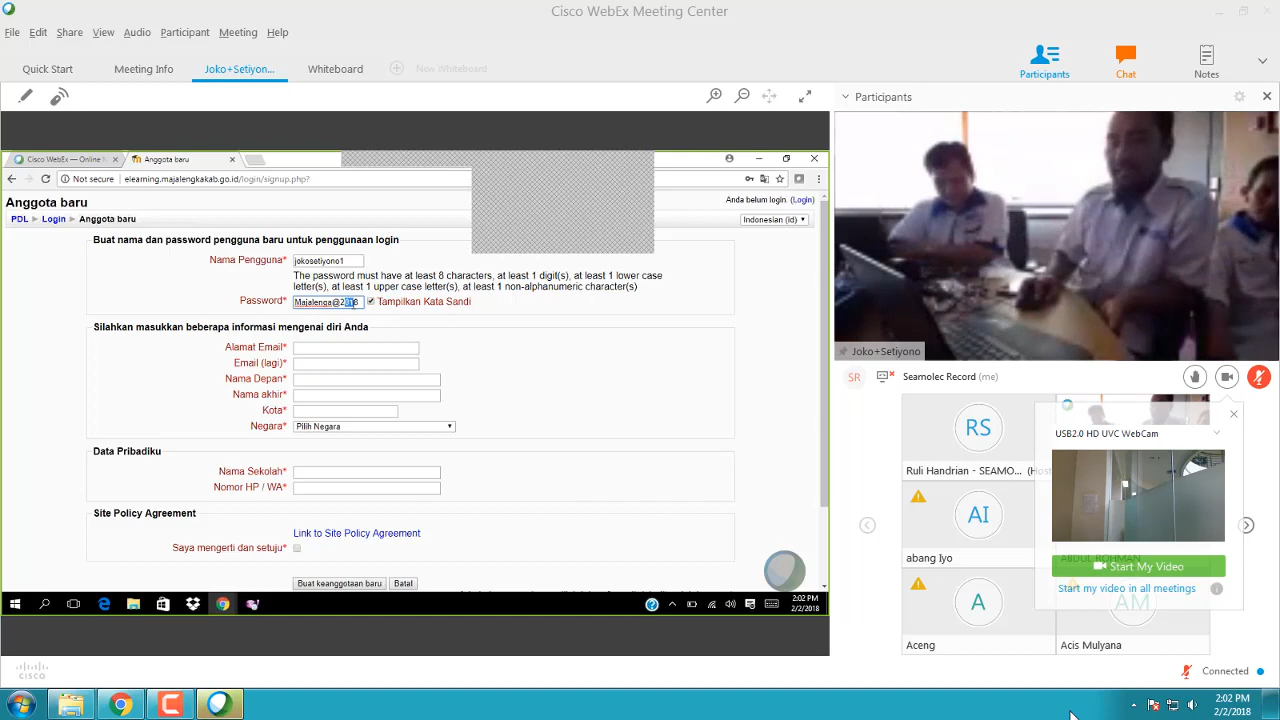 Cisco WebEx Meeting Center
File Edit Share View Audio Participant Meeting Help
Quick Start Meeting Info Joko+Setiyon... Whiteboard New Whiteboard
Participants Chat Notes
Participants
Cisco WebEx — Online M Anggota baru
Not secure elearning.majalengkakab.go.id/login/signup.php?
Anggota baru
Anda belum login. (Login)
PDL Login Anggota baru
Indonesian (id)
Buat nama dan password pengguna baru untuk penggunaan login
Nama Pengguna* jokosetiyono1
The password must have at least 8 characters, at least 1 digit(s), at least 1 lower case
letter(s), at least 1 upper case letter(s), at least 1 non-alphanumeric character(s)
Password* Majalenga@2018 Tampilkan Kata Sandi
Silahkan masukkan beberapa informasi mengenai diri Anda
Alamat Email*
Email (lagi)*
Nama Depan*
Nama akhir*
Kota*
Negara* Pilih Negara
Data Pribadiku
Nama Sekolah*
Nomor HP / WA*
Site Policy Agreement
Link to Site Policy Agreement
Saya mengerti dan setuju*
Buat keanggotaan baru Batal
2:02 PM
2/2/2018
Joko+Setiyono
SR Seamolec Record (me)
RS
Ruli Handrian - SEAMO... (Host
AI
abang Iyo
A
Aceng
USB2.0 HD UVC WebCam
ABDUL ROHMAN
Start My Video
Start my video in all meetings
AM
Acis Mulyana
cisco
Connected
2:02 PM
2/2/2018